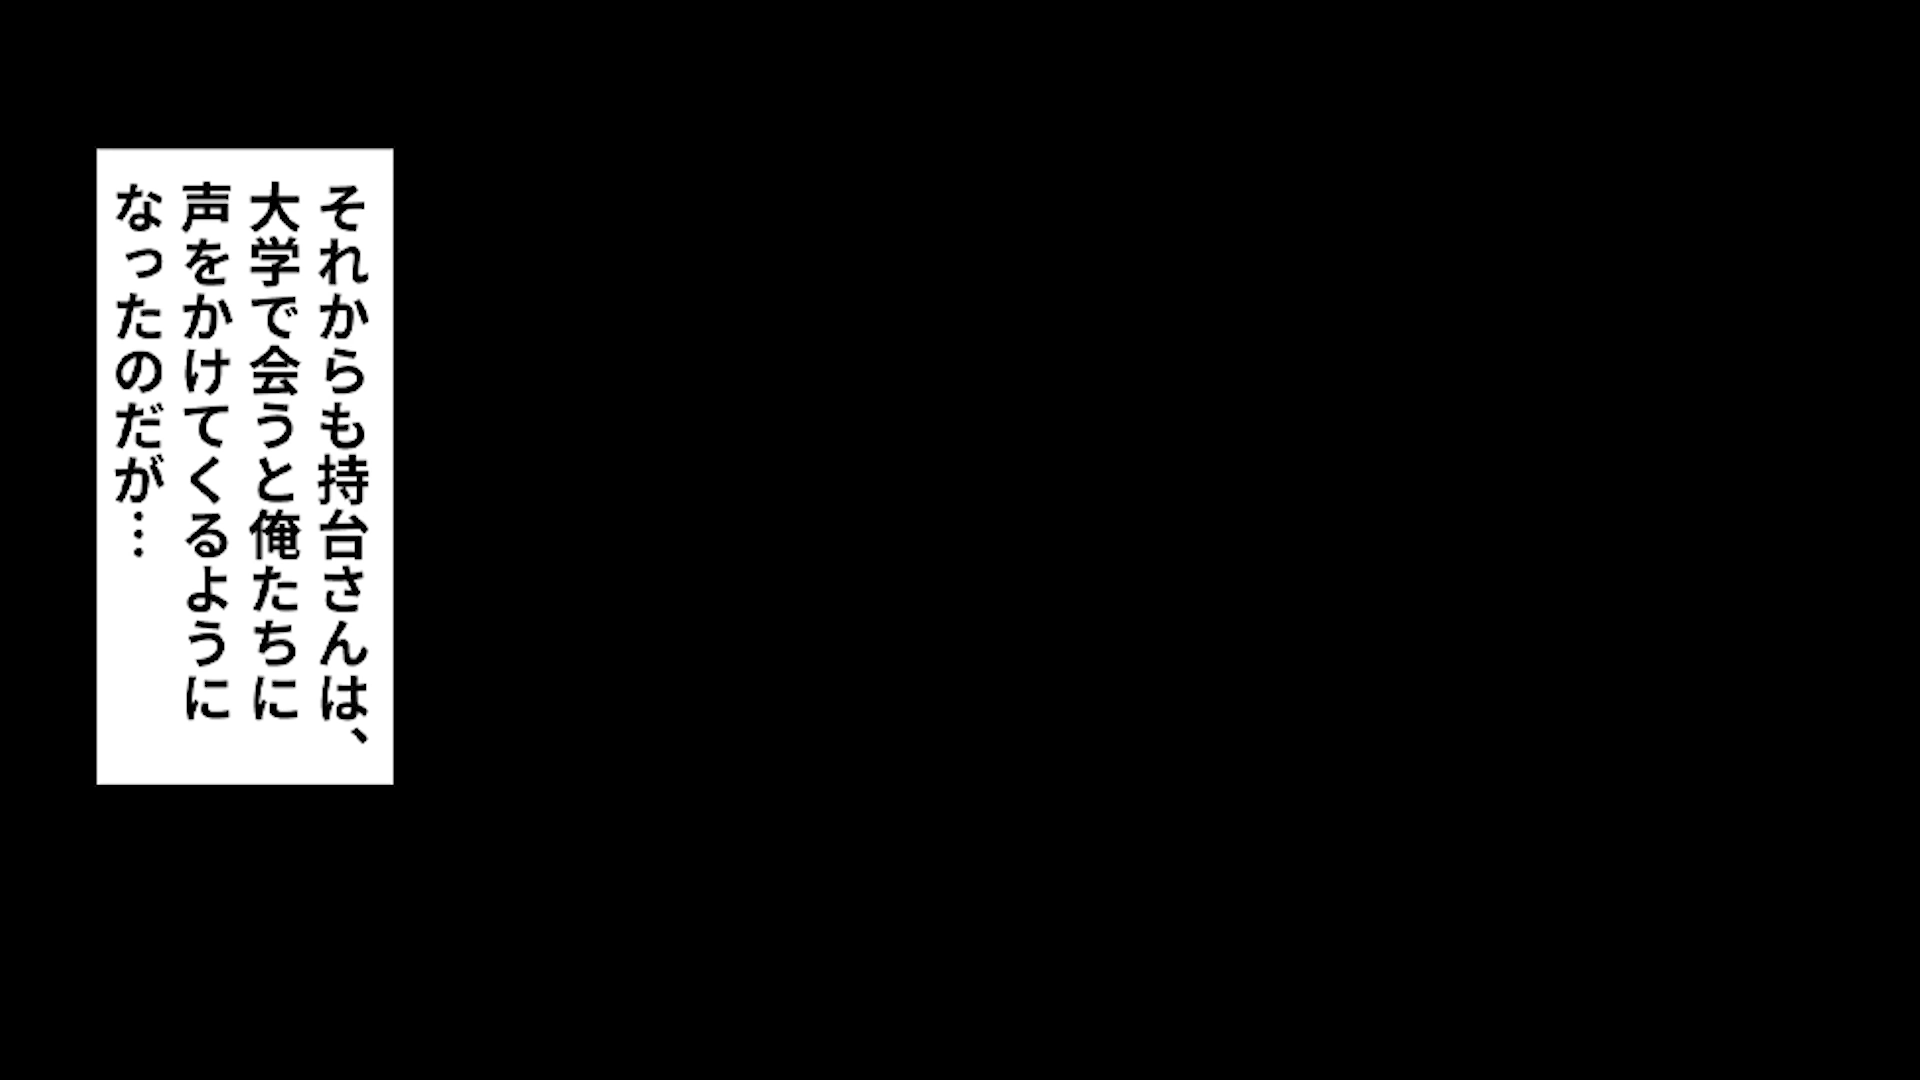 それからも持台さんは、
大学で会うと俺たちに
声をかけてくるように
なったのだが…